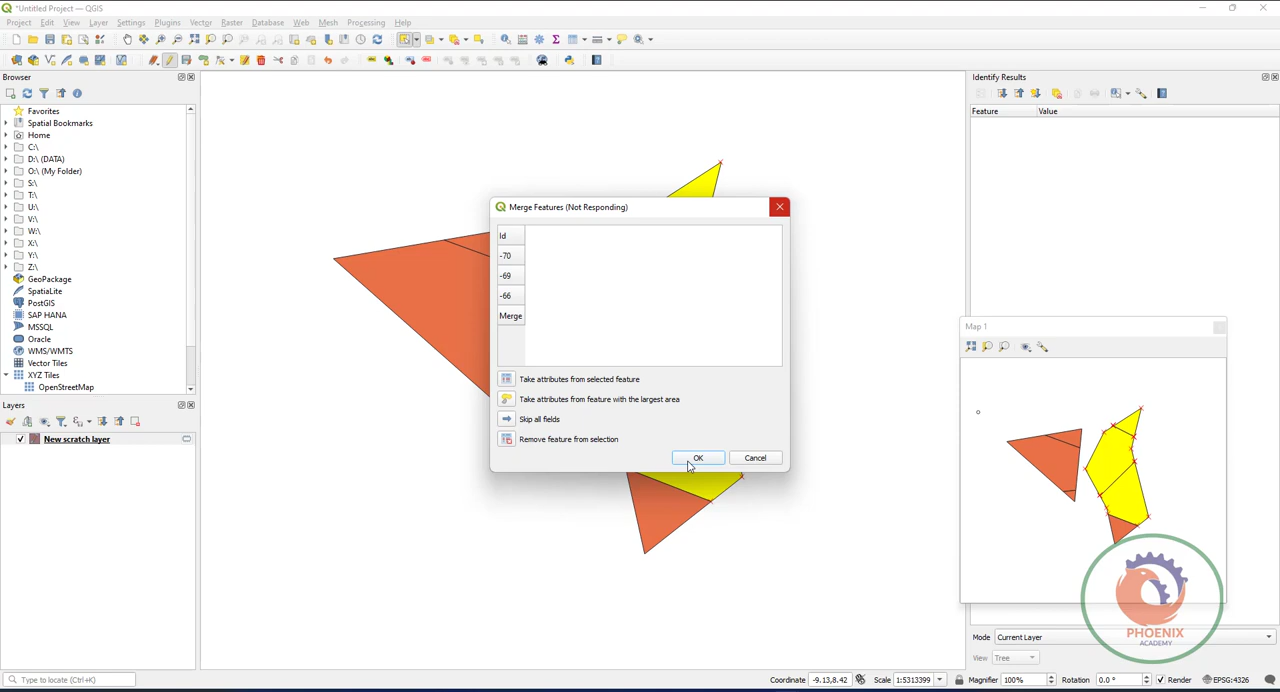 *Untitled Project — QGIS
Project Edit View Layer Settings Plugins Vector Raster Database Web Mesh Processing Help
Browser
Favorites
Spatial Bookmarks
Home
C:\
D:\ (DATA)
O:\ (My Folder)
S:\
T:\
U:\
V:\
W:\
X:\
Y:\
Z:\
GeoPackage
SpatiaLite
PostGIS
SAP HANA
MSSQL
Oracle
WMS/WMTS
Vector Tiles
XYZ Tiles
OpenStreetMap
Layers
New scratch layer
Merge Features (Not Responding)
Id
-70
-69
-66
Merge
Take attributes from selected feature
Take attributes from feature with the largest area
Skip all fields
Remove feature from selection
OK Cancel
Identify Results
Feature Value
Map 1
PHOENIX
ACADEMY
Mode Current Layer
View Tree
Type to locate (Ctrl+K)
Coordinate -9.13,8.42 Scale 1:5313399 Magnifier 100% Rotation 0.0 ° Render EPSG:4326